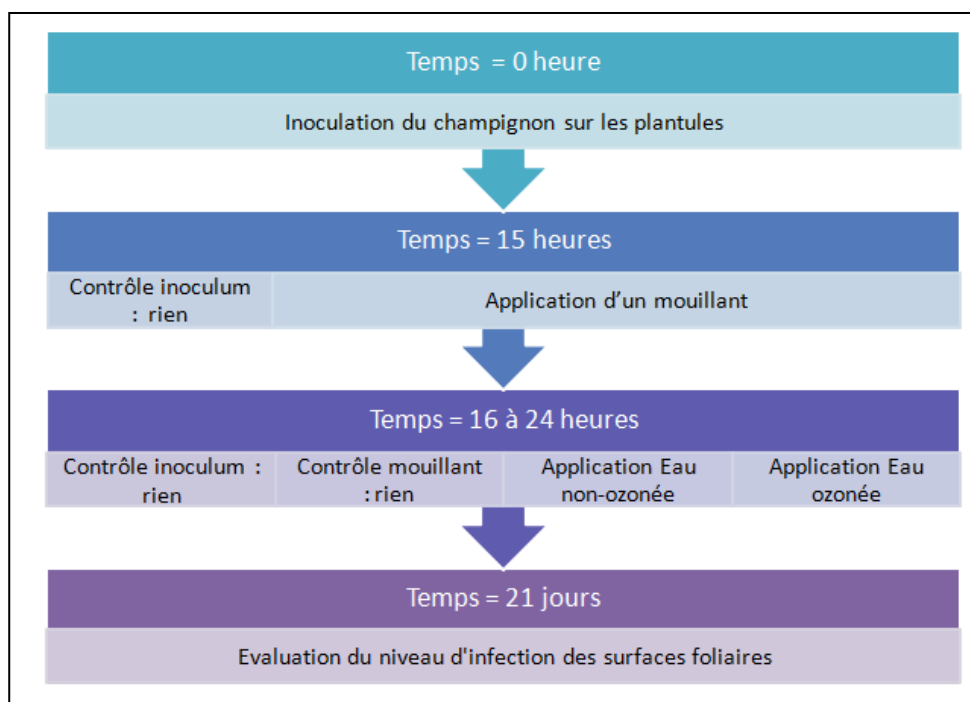 Temps = 0 heure
Inoculation du champignon sur les plantules
Temps = 15 heures
Contrôle inoculum
: rien
Application d'un mouillant
Temps = 16 à 24 heures
Contrôle inoculum :
rien
Contrôle mouillant
: rien
Application Eau
non-ozonée
Application Eau
ozonée
Temps = 21 jours
Evaluation du niveau d'infection des surfaces foliaires